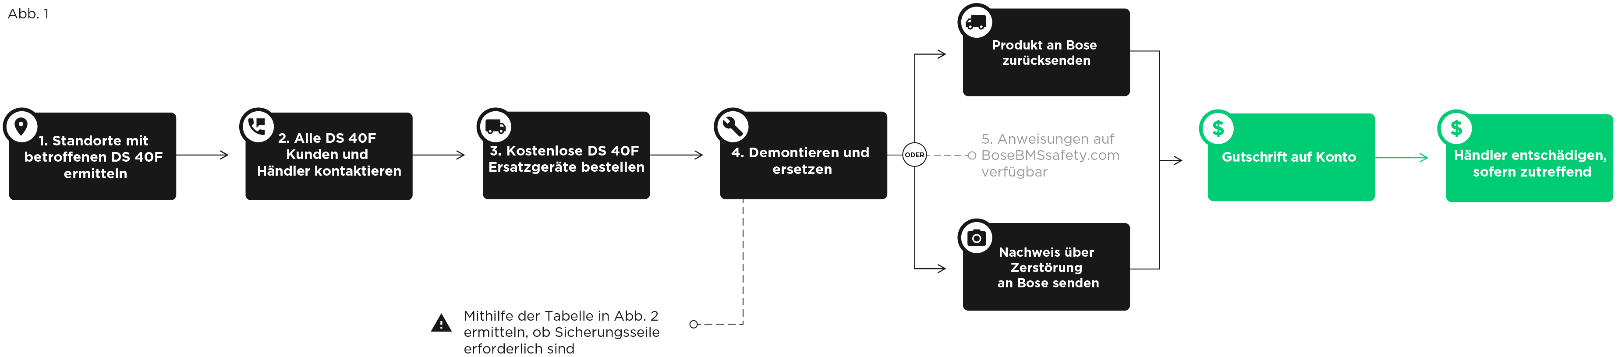 Abb. 1
1. Standorte mit
betroffenen DS 40F
ermitteln
2. Alle DS 40F
Kunden und
Händler kontaktieren
3. Kostenlose DS 40F
Ersatzgeräte bestellen
4. Demontieren und
ersetzen
Mithilfe der Tabelle in Abb. 2
ermitteln, ob Sicherungsseile
erforderlich sind
ODER
Produkt an Bose
zurücksenden
5. Anweisungen auf
BoseBMSsafety.com
verfügbar
Nachweis über
Zerstörung
an Bose senden
$
Gutschrift auf Konto
$
Händler entschädigen,
sofern zutreffend